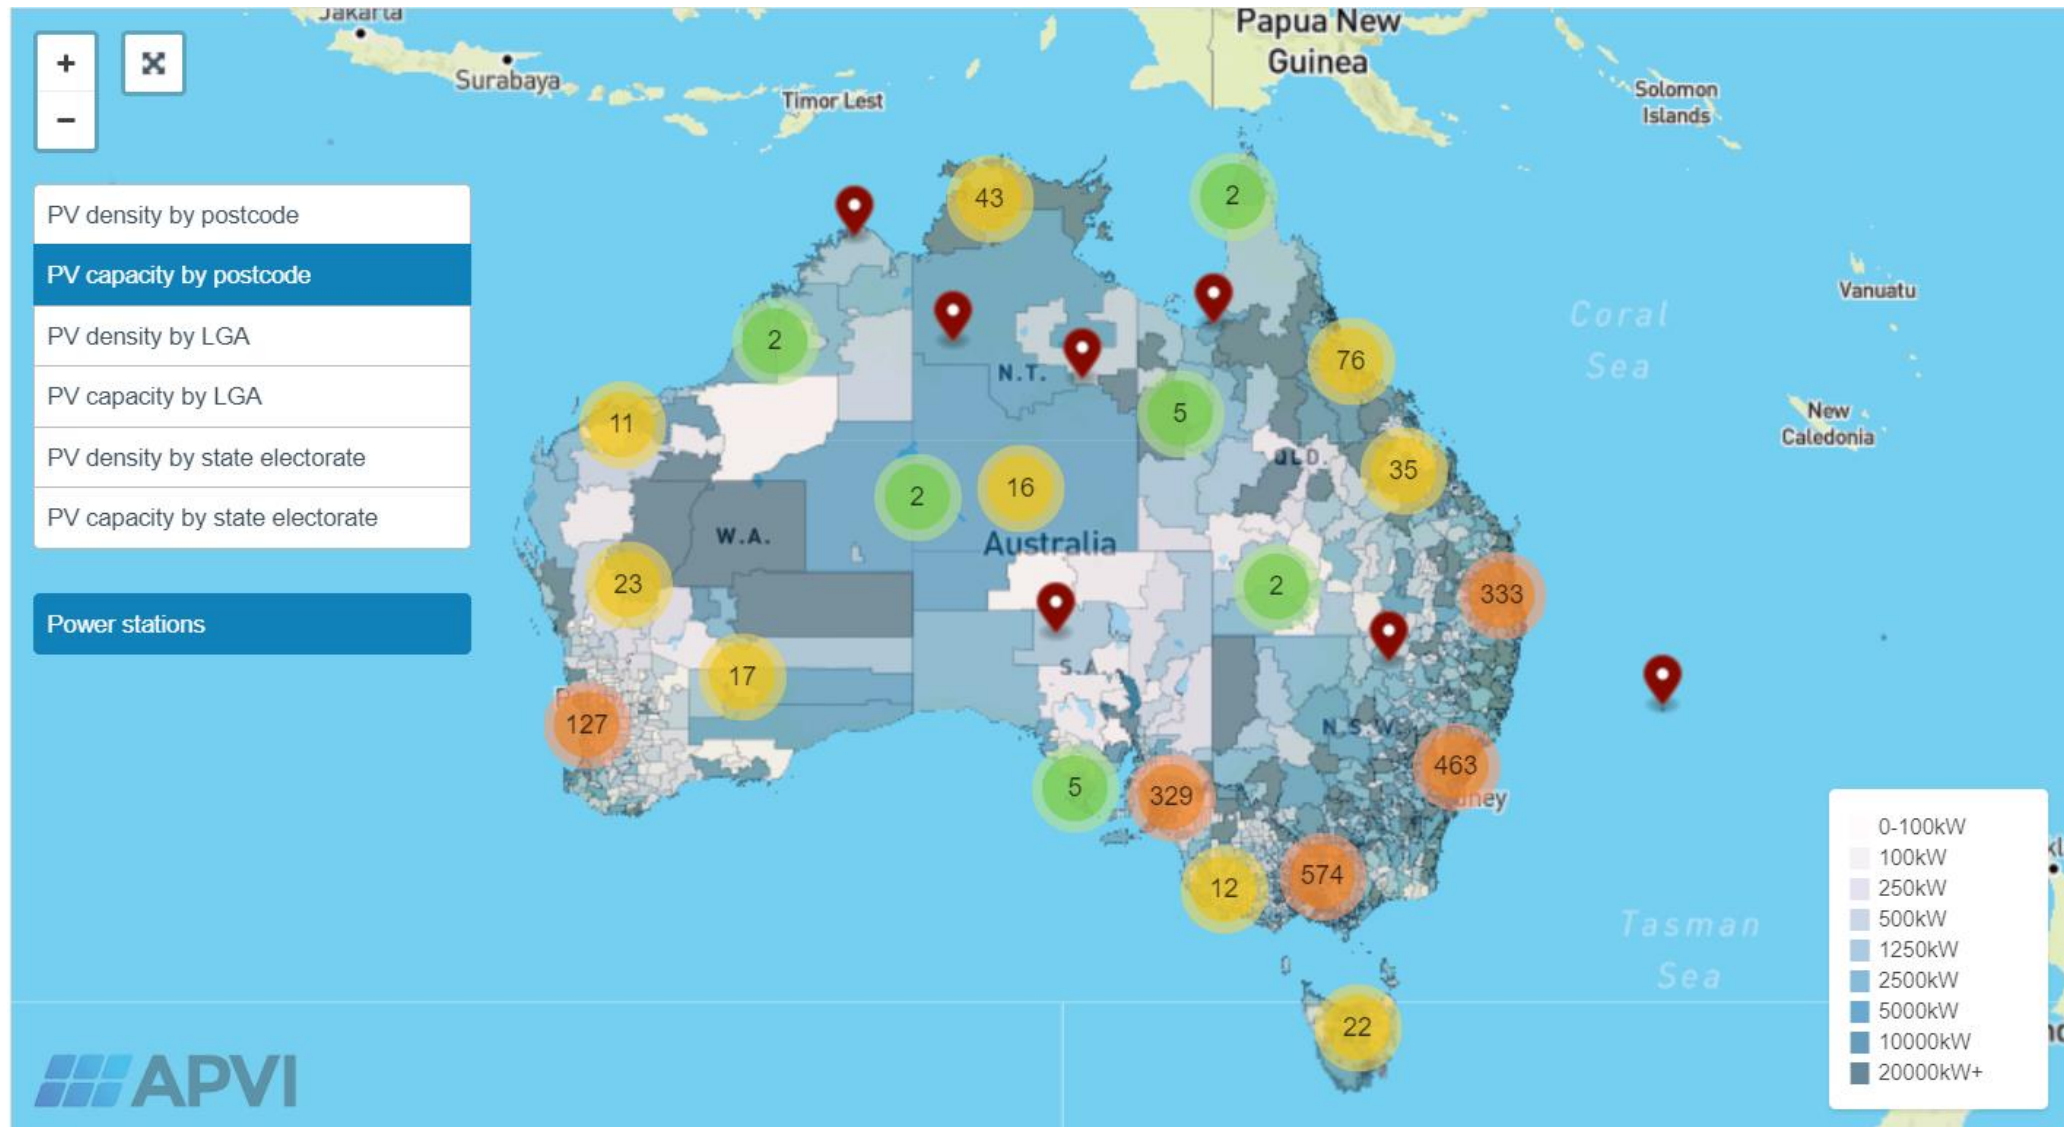 +
−
PV density by postcode
PV capacity by postcode
PV density by LGA
PV capacity by LGA
PV density by state electorate
PV capacity by state electorate
Power stations
Jakarta
Surabaya
Timor Lest
Papua New
Guinea
Solomon
Islands
Vanuatu
Coral
Sea
New
Caledonia
43
2
2
76
N.T.
11
5
QLD.
35
2
16
W.A.
Australia
23
2
333
17
S.A.
127
N.S.W.
463
5
329
12
574
Tasman
Sea
22
0-100kW
100kW
250kW
500kW
1250kW
2500kW
5000kW
10000kW
20000kW+
APVI